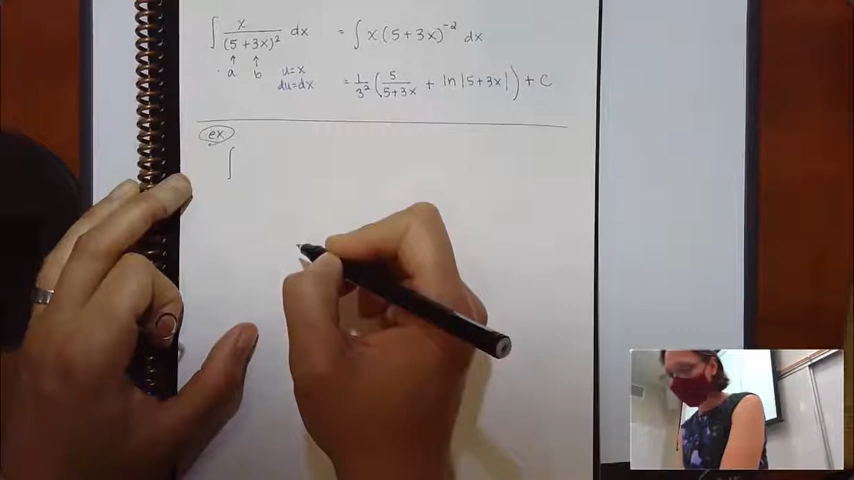 ∫ x/(5+3x)² dx = ∫ x(5+3x)⁻² dx
↑ ↑
a b u=x
du=dx = 1/3² (5/(5+3x) + ln|5+3x|) + C
ex
∫